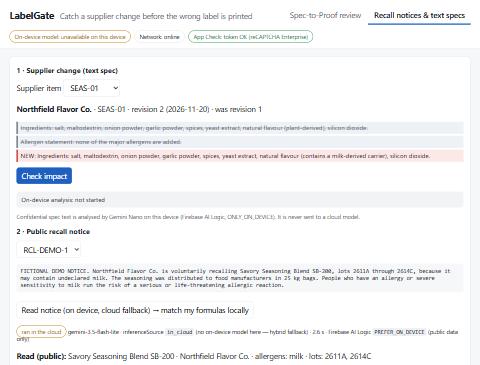 LabelGate Catch a supplier change before the wrong label is printed Spec-to-Proof review Recall notices & text specs
On-device model: unavailable on this device Network: online App Check: token OK (reCAPTCHA Enterprise)
1 · Supplier change (text spec)
Supplier item SEAS-01
Northfield Flavor Co. · SEAS-01 · revision 2 (2026-11-20) · was revision 1
Ingredients: salt, maltodextrin, onion powder, garlic powder, spices, yeast extract, natural flavour (plant-derived), silicon dioxide.
Allergen statement: none of the major allergens are added.
NEW: Ingredients: salt, maltodextrin, onion powder, garlic powder, spices, yeast extract, natural flavour (contains a milk-derived carrier), silicon dioxide.
Check impact
On-device analysis: not started
Confidential spec text is analysed by Gemini Nano on this device (Firebase AI Logic, ONLY_ON_DEVICE). It is never sent to a cloud model.
2 · Public recall notice
RCL-DEMO-1
FICTIONAL DEMO NOTICE. Northfield Flavor Co. is voluntarily recalling Savory Seasoning Blend SB-200, lots 2611A through 2614C, because it
may contain undeclared milk. The seasoning was distributed to food manufacturers in 25 kg bags. People who have an allergy or severe
sensitivity to milk run the risk of a serious or life-threatening allergic reaction.
Read notice (on device, cloud fallback) → match my formulas locally
ran in the cloud gemini-3.5-flash-lite · inferenceSource in_cloud (no on-device model here — hybrid fallback) · 2.6 s · Firebase AI Logic PREFER_ON_DEVICE (public data
only)
Read (public): Savory Seasoning Blend SB-200 · Northfield Flavor Co. · allergens: milk · lots: 2611A, 2614C